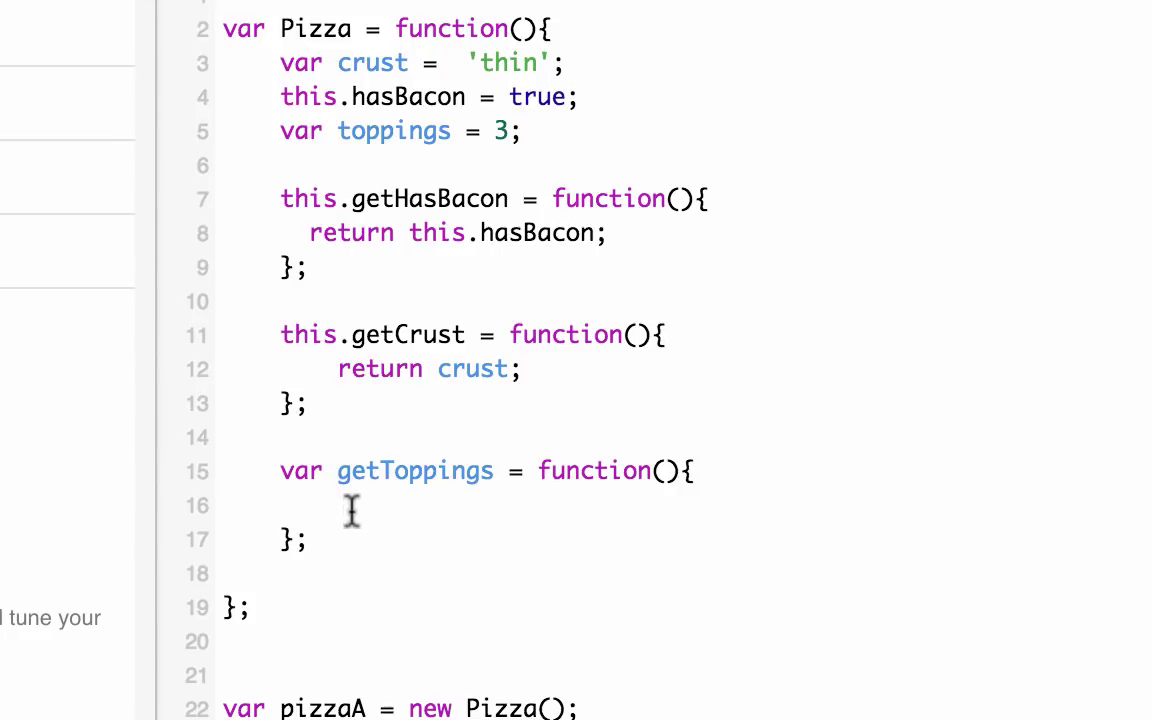 2 var Pizza = function(){
3 var crust =  'thin';
4 this.hasBacon = true;
5 var toppings = 3;
6
7 this.getHasBacon = function(){
8 return this.hasBacon;
9 };
10
11 this.getCrust = function(){
12 return crust;
13 };
14
15 var getToppings = function(){
16
17 };
18
19 };
tune your
20
21
22 var pizzaA = new Pizza();